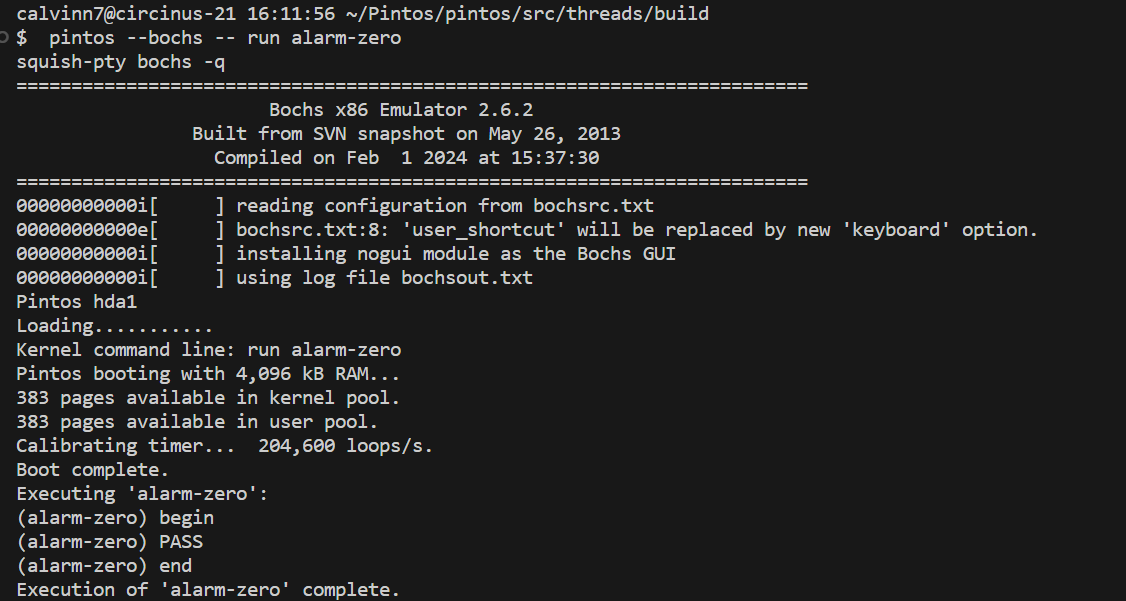 calvinn7@circinus-21 16:11:56 ~/Pintos/pintos/src/threads/build
$  pintos --bochs -- run alarm-zero
squish-pty bochs -q
========================================================================
                       Bochs x86 Emulator 2.6.2
                Built from SVN snapshot on May 26, 2013
                  Compiled on Feb  1 2024 at 15:37:30
========================================================================
00000000000i[     ] reading configuration from bochsrc.txt
00000000000e[     ] bochsrc.txt:8: 'user_shortcut' will be replaced by new 'keyboard' option.
00000000000i[     ] installing nogui module as the Bochs GUI
00000000000i[     ] using log file bochsout.txt
Pintos hda1
Loading...........
Kernel command line: run alarm-zero
Pintos booting with 4,096 kB RAM...
383 pages available in kernel pool.
383 pages available in user pool.
Calibrating timer...  204,600 loops/s.
Boot complete.
Executing 'alarm-zero':
(alarm-zero) begin
(alarm-zero) PASS
(alarm-zero) end
Execution of 'alarm-zero' complete.